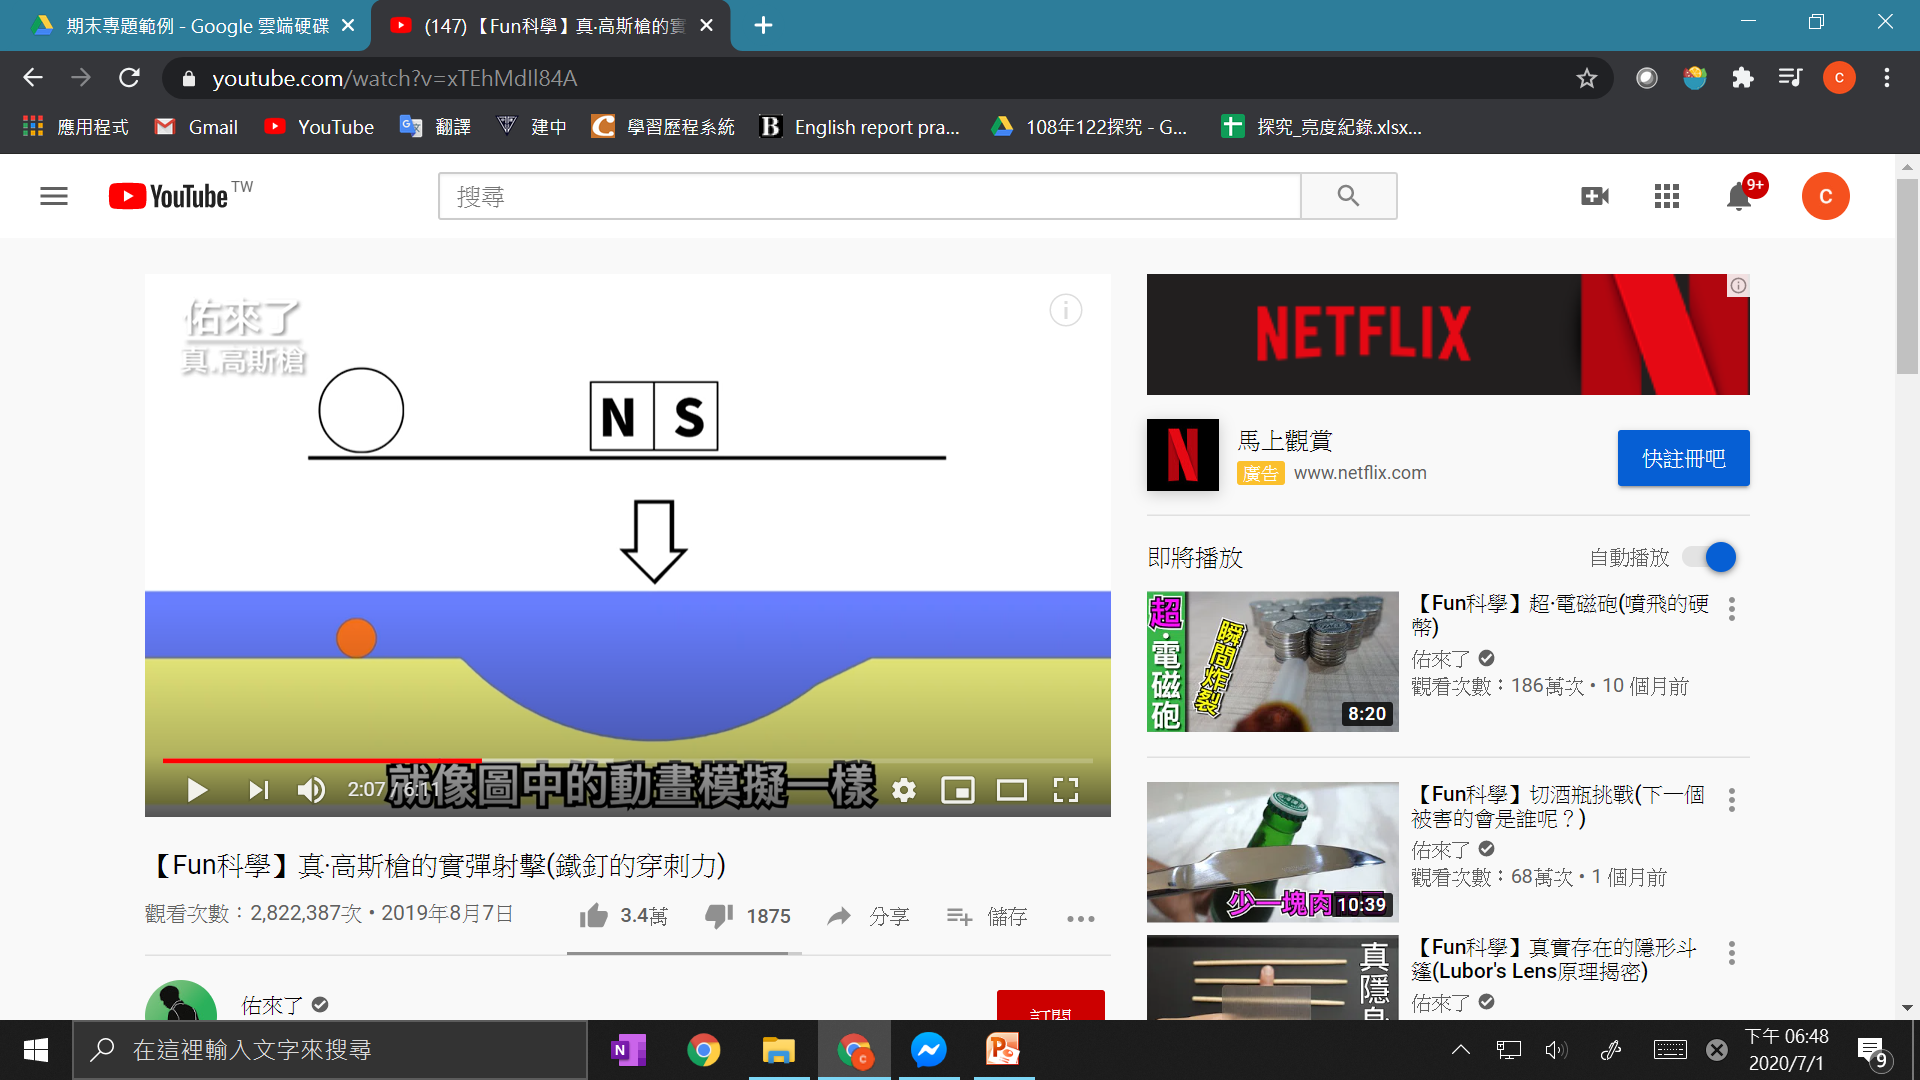 期末專題範例 - Google 雲端硬碟
(147) 【Fun科學】真·高斯槍的實
youtube.com/watch?v=xTEhMdIl84A
C
應用程式
Gmail
YouTube
翻譯
建中
學習歷程系統
English report pra...
108年122探究 - G...
探究_亮度紀錄.xlsx...
YouTube TW
搜尋
9+
C
佑來了
真.高斯槍
N S
就像圖中的動畫模擬一樣
2:07 / 6:11
【Fun科學】真·高斯槍的實彈射擊(鐵釘的穿刺力)
觀看次數：2,822,387次 • 2019年8月7日
3.4萬
1875
分享
儲存
佑來了
訂閱
NETFLIX
N
馬上觀賞
廣告 www.netflix.com
快註冊吧
即將播放
自動播放
超·電磁砲
瞬間炸裂
8:20
【Fun科學】超·電磁砲(噴飛的硬
幣)
佑來了
觀看次數：186萬次 • 10 個月前
少一塊肉
10:39
【Fun科學】切酒瓶挑戰(下一個
被害的會是誰呢？)
佑來了
觀看次數：68萬次 • 1 個月前
真隱身
【Fun科學】真實存在的隱形斗
篷(Lubor's Lens原理揭密)
佑來了
在這裡輸入文字來搜尋
下午 06:48
2020/7/1
9